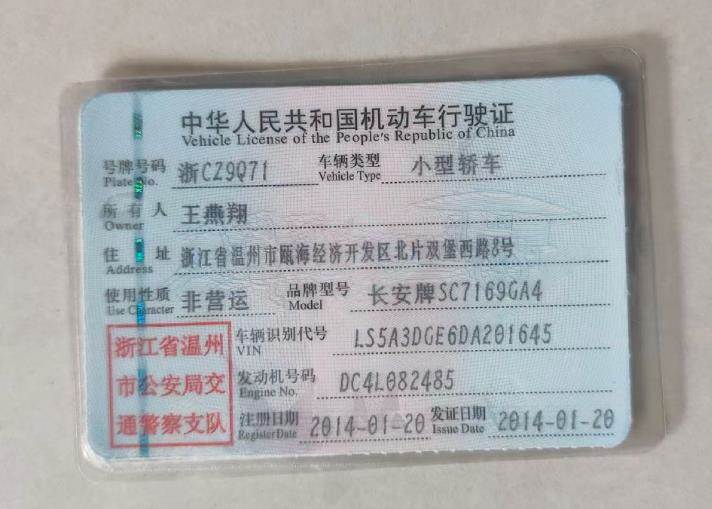 中华人民共和国机动车行驶证
Vehicle License of the People's Republic of China
号牌号码 浙CZ9Q71 车辆类型 小型轿车
Plate No. Vehicle Type
所有人 王燕翔
Owner
住址 浙江省温州市瓯海经济开发区北片双堡西路8号
Address
使用性质 非营运 品牌型号 长安牌SC7169GA4
Use Character Model
浙江省温州 车辆识别代号 LS5A3DGE6DA201645
VIN
市公安局交 发动机号码 DC4L082485
Engine No.
通警察支队 注册日期 2014-01-20 发证日期 2014-01-20
Register Date Issue Date